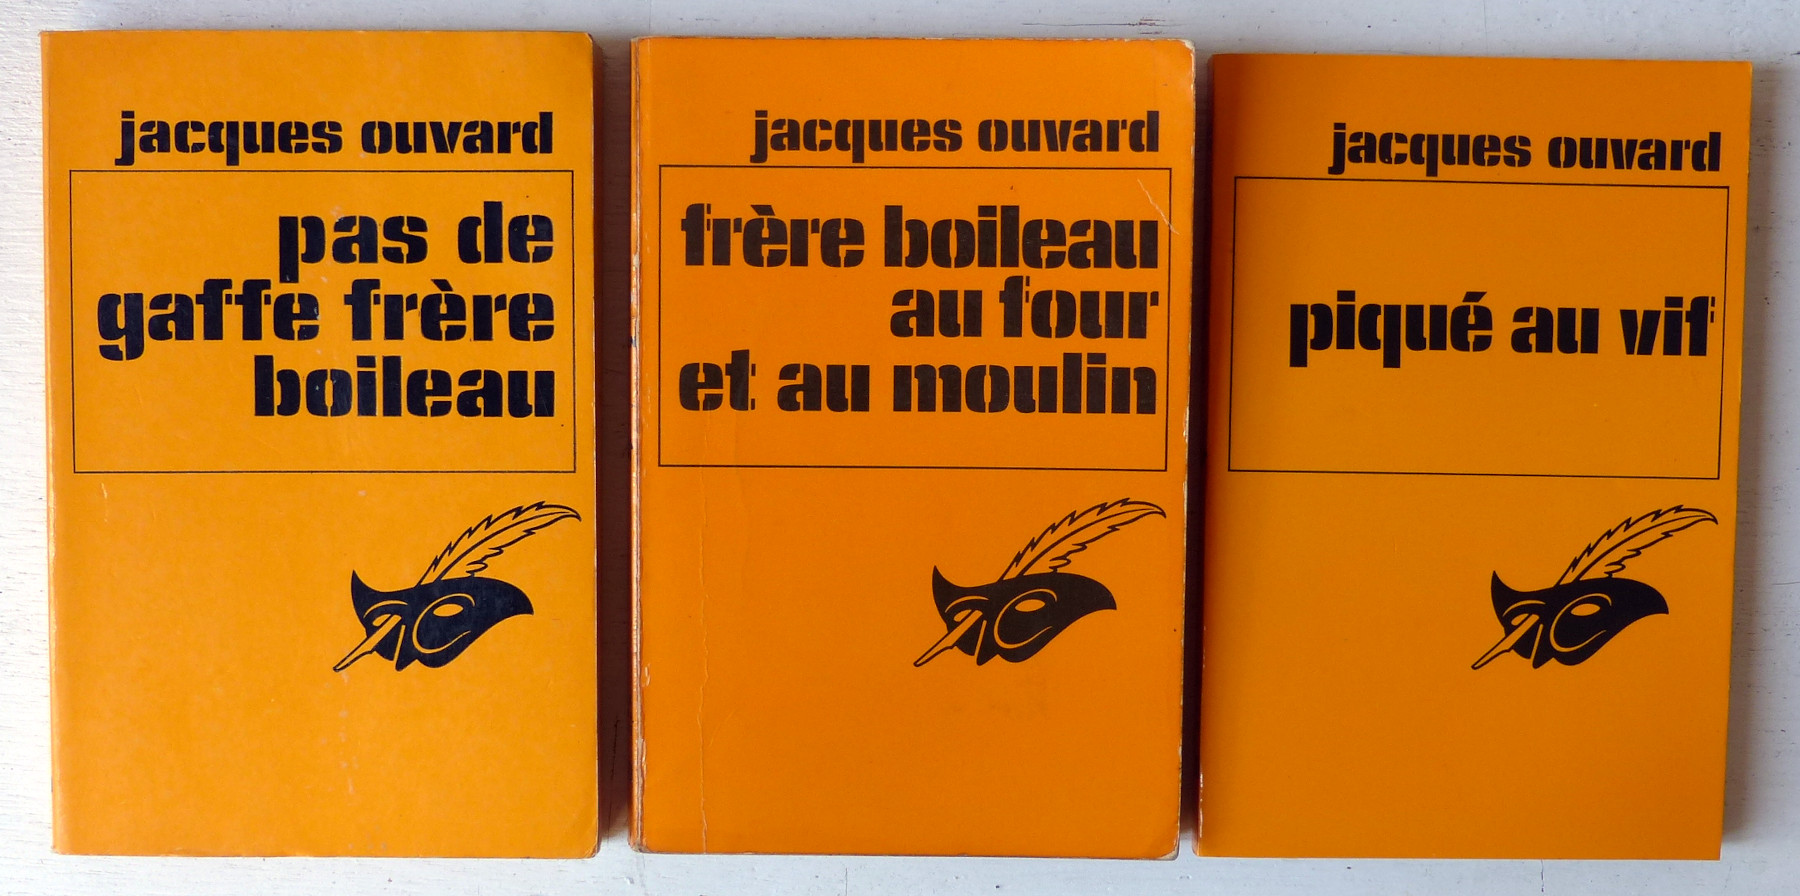 jacques ouvard
pas de
gaffe frère
boileau
jacques ouvard
frère boileau
au four
et au moulin
jacques ouvard
piqué au vif